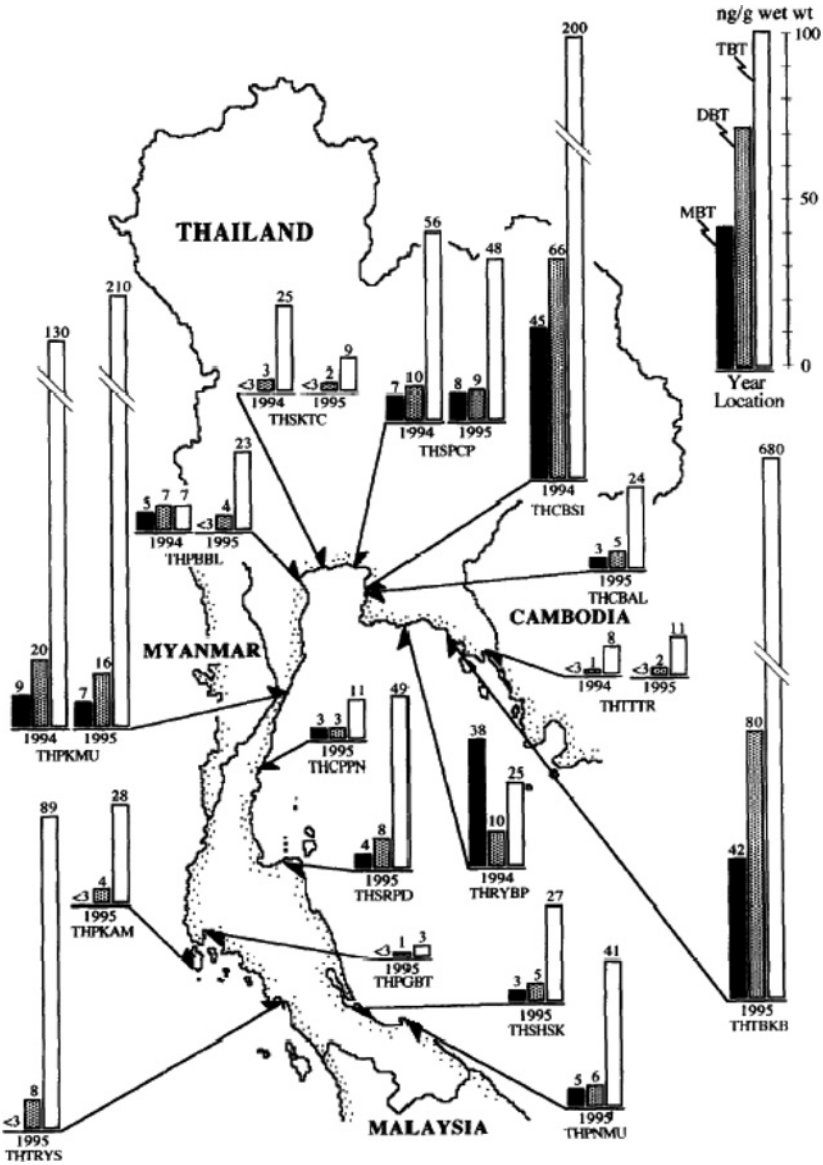 ng/g wet wt
100
50
0
TBT
DBT
MBT
Year
Location
THAILAND
MYANMAR
CAMBODIA
MALAYSIA
200
66
45
1994
THCBSI
56
10
7
1994
48
9
8
1995
THSPCP
25
3
<3
1994
9
2
<3
1995
THSKTC
210
16
7
1995
130
20
9
1994
THPKMU
5 7 7
1994
23
4
<3
1995
THPBBL
24
5
3
1995
THCBAL
8
1
<3
1994
11
2
<3
1995
THTTTR
680
80
42
1995
THTBKB
11
3 3
1995
THCPPN
49
8
4
1995
THSRPD
38
25
10
1994
THRYBP
89
8
<3
1995
THTRYS
28
4
<3
1995
THPKAM
<3 1 3
1995
THPGBT
27
5
3
1995
THSHSK
41
6
5
1995
THPNMU